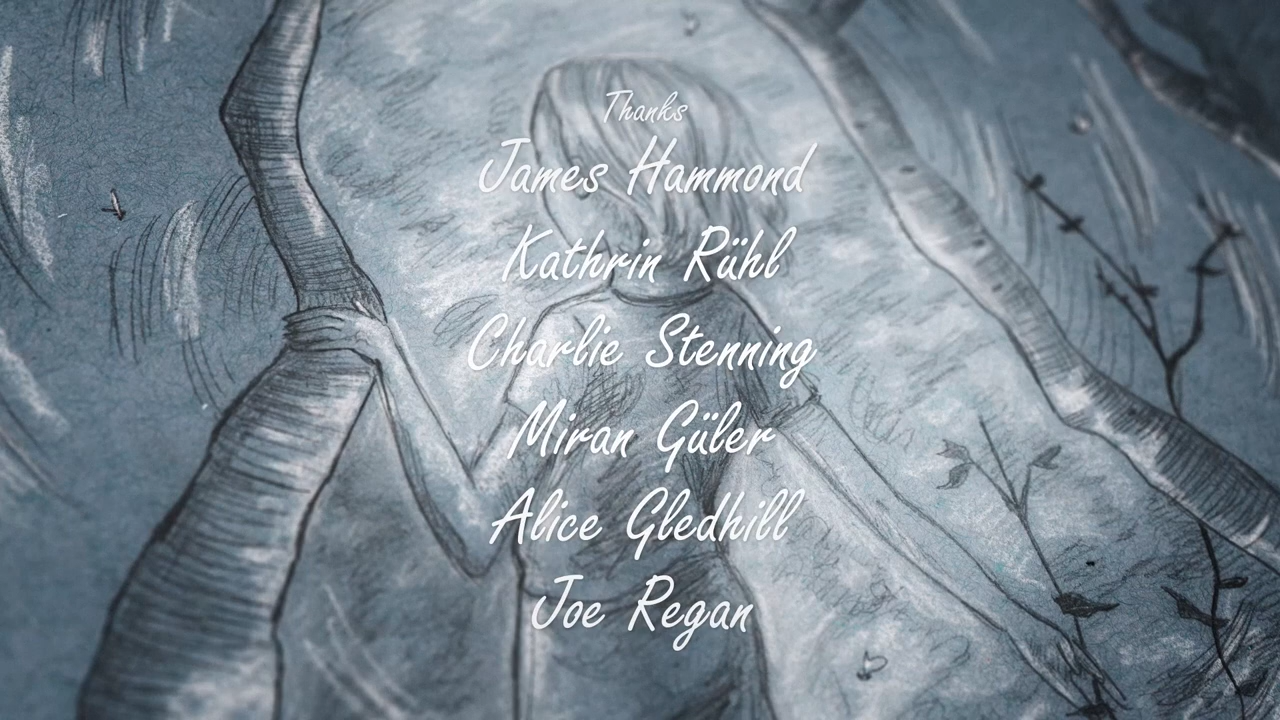 Thanks
James Hammond
Kathrin Rühl
Charlie Stenning
Miran Güler
Alice Gledhill
Joe Regan